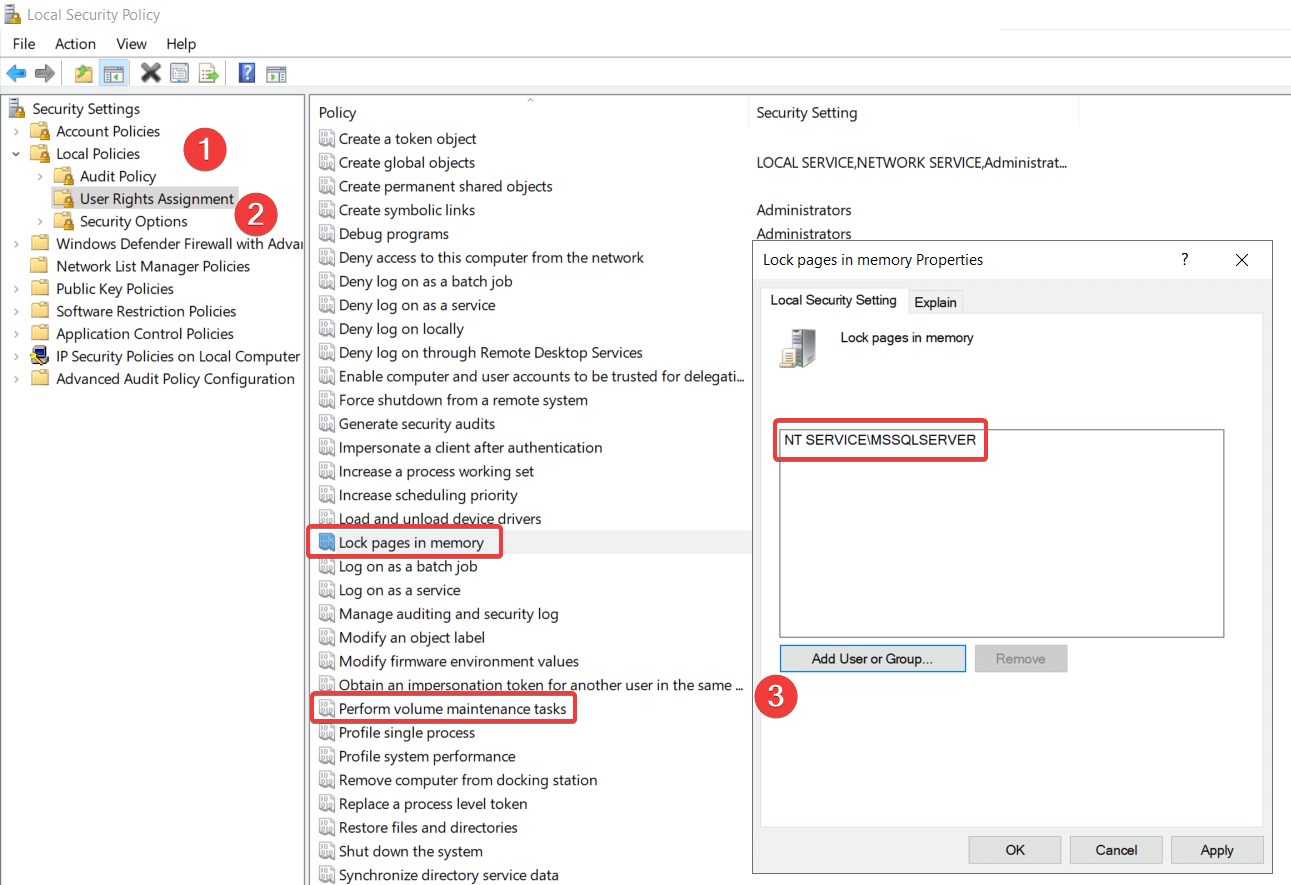 Local Security Policy
File Action View Help
Security Settings
Account Policies
Local Policies
1
Audit Policy
User Rights Assignment
2
Security Options
Windows Defender Firewall with Adva
Network List Manager Policies
Public Key Policies
Software Restriction Policies
Application Control Policies
IP Security Policies on Local Computer
Advanced Audit Policy Configuration
Policy Security Setting
Create a token object
Create global objects LOCAL SERVICE,NETWORK SERVICE,Administrat...
Create permanent shared objects
Create symbolic links Administrators
Debug programs Administrators
Deny access to this computer from the network
Deny log on as a batch job
Deny log on as a service
Deny log on locally
Deny log on through Remote Desktop Services
Enable computer and user accounts to be trusted for delegati...
Force shutdown from a remote system
Generate security audits
Impersonate a client after authentication
Increase a process working set
Increase scheduling priority
Load and unload device drivers
Lock pages in memory
Log on as a batch job
Log on as a service
Manage auditing and security log
Modify an object label
Modify firmware environment values
Obtain an impersonation token for another user in the same ...
Perform volume maintenance tasks
Profile single process
Profile system performance
Remove computer from docking station
Replace a process level token
Restore files and directories
Shut down the system
Synchronize directory service data
Lock pages in memory Properties
?
Local Security Setting Explain
Lock pages in memory
NT SERVICE\MSSQLSERVER
Add User or Group... Remove
3
OK Cancel Apply